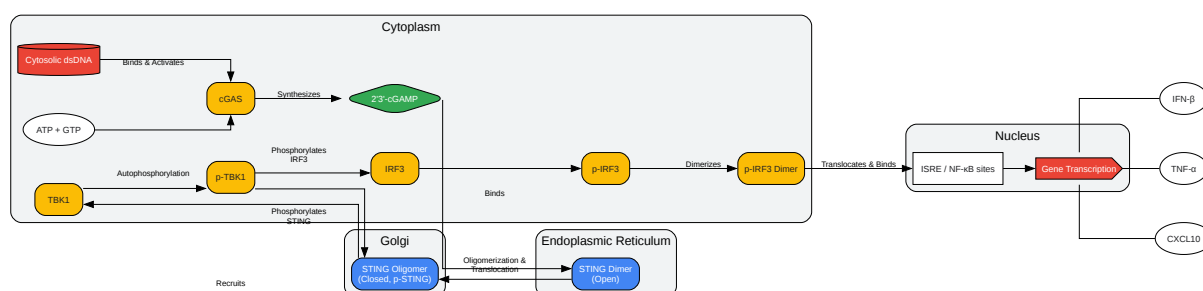 Cytoplasm
Cytosolic dsDNA
Binds & Activates
cGAS
Synthesizes
2'3'-cGAMP
ATP + GTP
IFN-β
Nucleus
Phosphorylates
IRF3
Autophosphorylation
p-TBK1
IRF3
p-IRF3
Dimerizes
p-IRF3 Dimer
Translocates & Binds
ISRE / NF-κB sites
Gene Transcription
TNF-α
Binds
TBK1
Phosphorylates
STING
CXCL10
Golgi
Endoplasmic Reticulum
Oligomerization &
Translocation
STING Oligomer
(Closed, p-STING)
STING Dimer
(Open)
Recruits